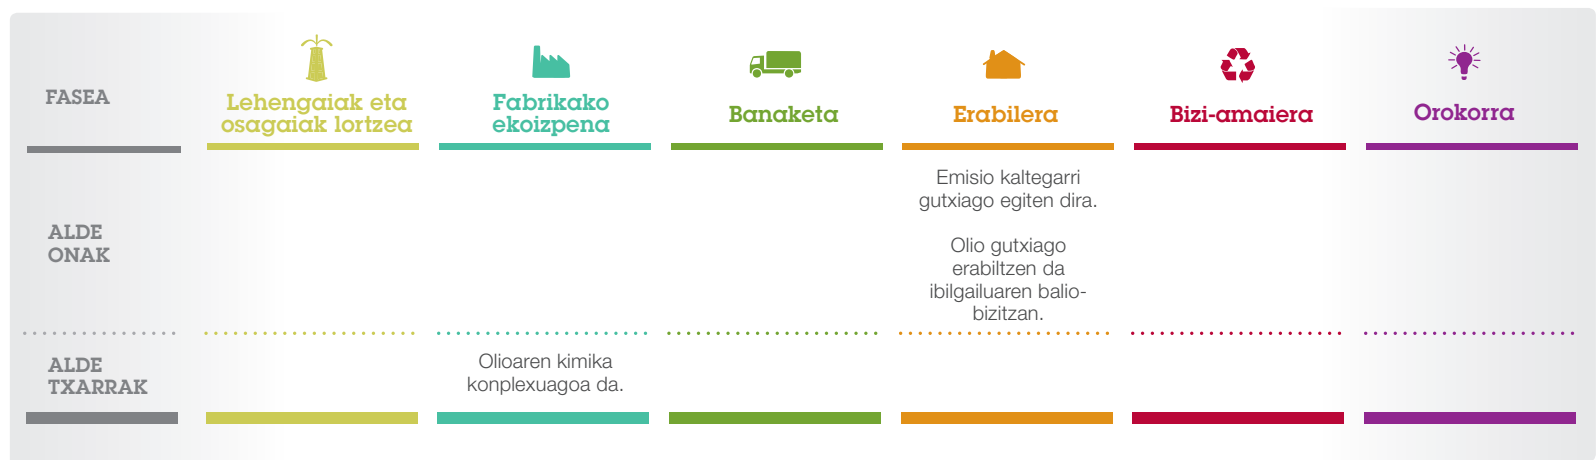 FASEA
Lehengaiak eta
osagaiak lortzea
Fabrikako
ekoizpena
Banaketa
Erabilera
Bizi-amaiera
Orokorra
ALDE
ONAK
Emisio kaltegarri
gutxiago egiten dira.
Olio gutxiago
erabiltzen da
ibilgailuaren balio-
bizitzan.
ALDE
TXARRAK
Olioaren kimika
konplexuagoa da.